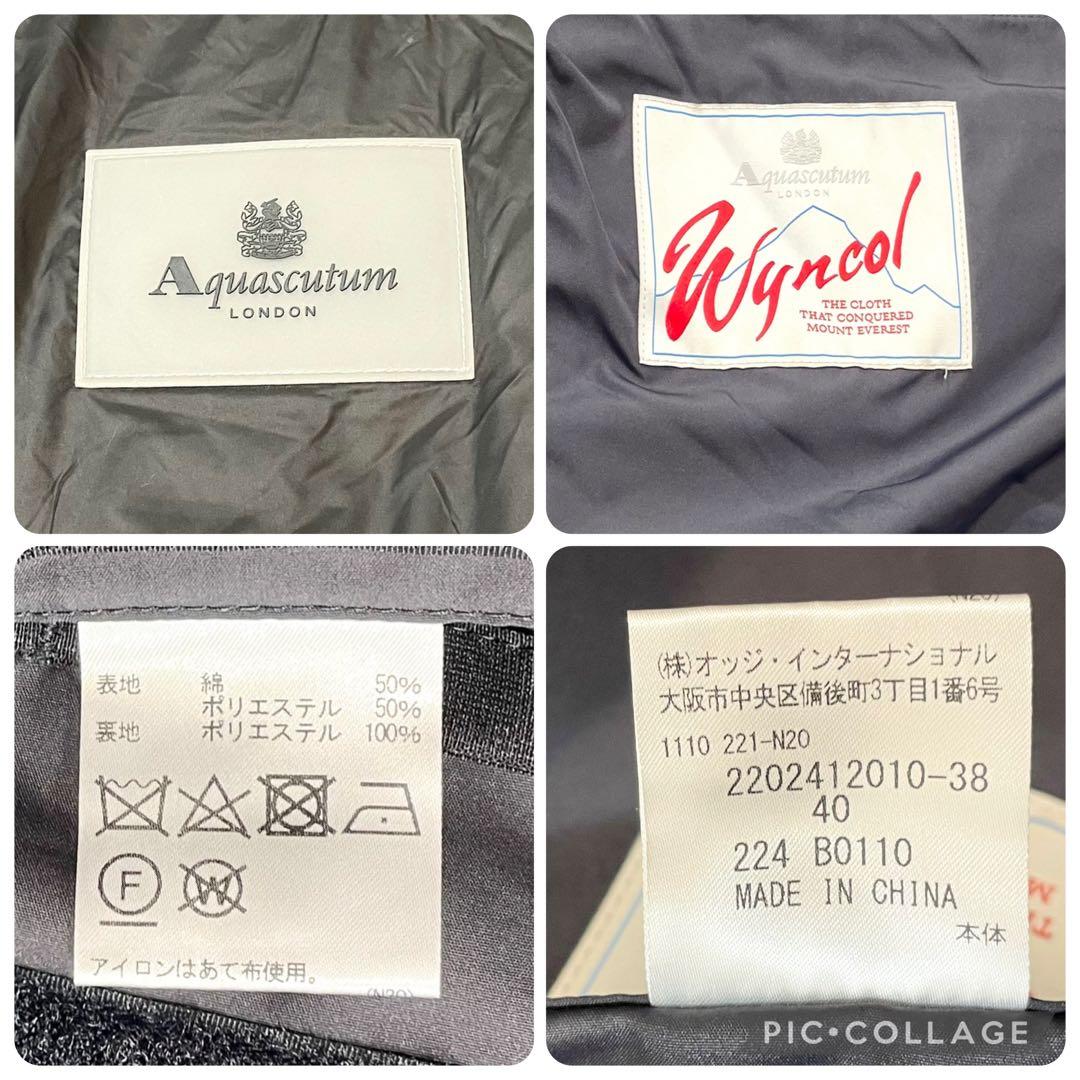 Aquascutum
LONDON
Aquascutum
LONDON
Wyncol
THE CLOTH
THAT CONQUERED
MOUNT EVEREST
表地 綿 50%
ポリエステル 50%
裏地 ポリエステル 100%
F
W
アイロンはあて布使用。
(N20)
(N20)
(株)オッジ・インターナショナル
大阪市中央区備後町3丁目1番6号
1110 221-N20
2202412010-38
40
224 B0110
MADE IN CHINA
本体
PIC•COLLAGE